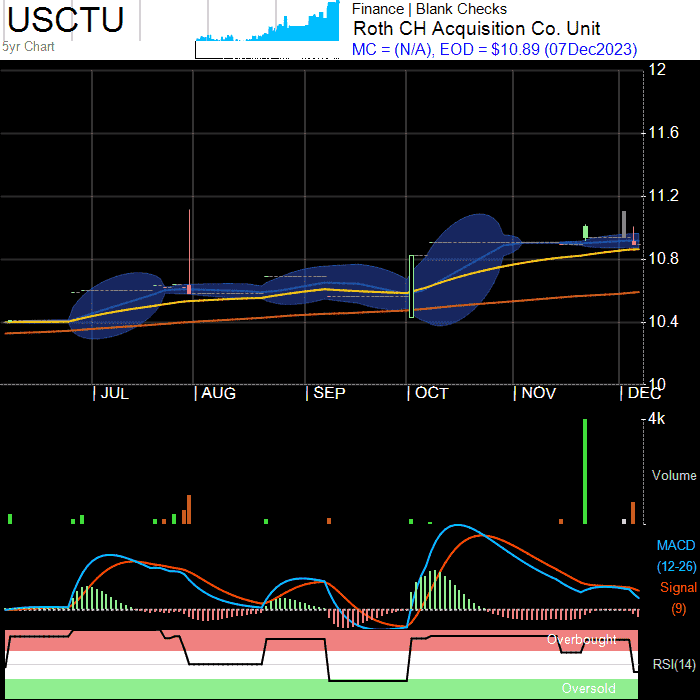 USCTU
5yr Chart
Finance | Blank Checks
Roth CH Acquisition Co. Unit
MC = (N/A), EOD = $10.89 (07Dec2023)
12
11.6
11.2
10.8
10.4
10
JUL AUG SEP OCT NOV DEC
4k
Volume
MACD
(12-26)
Signal
(9)
Overbought
RSI(14)
Oversold